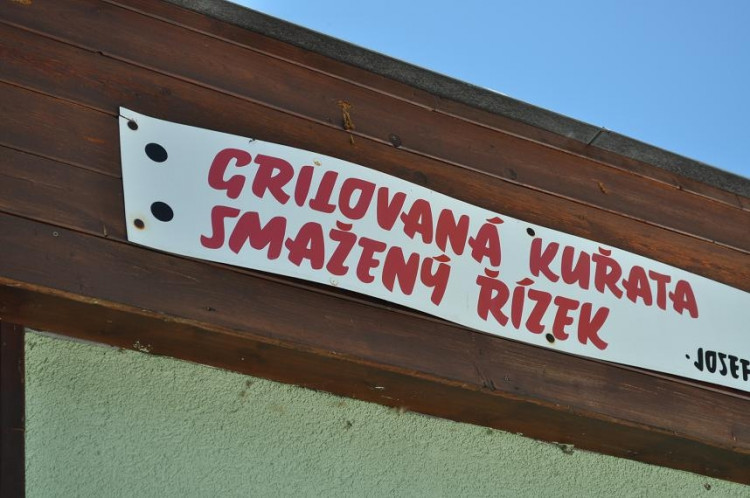 GRILOVANÁ KUŘATA
SMAŽENÝ ŘÍZEK
JOSEF